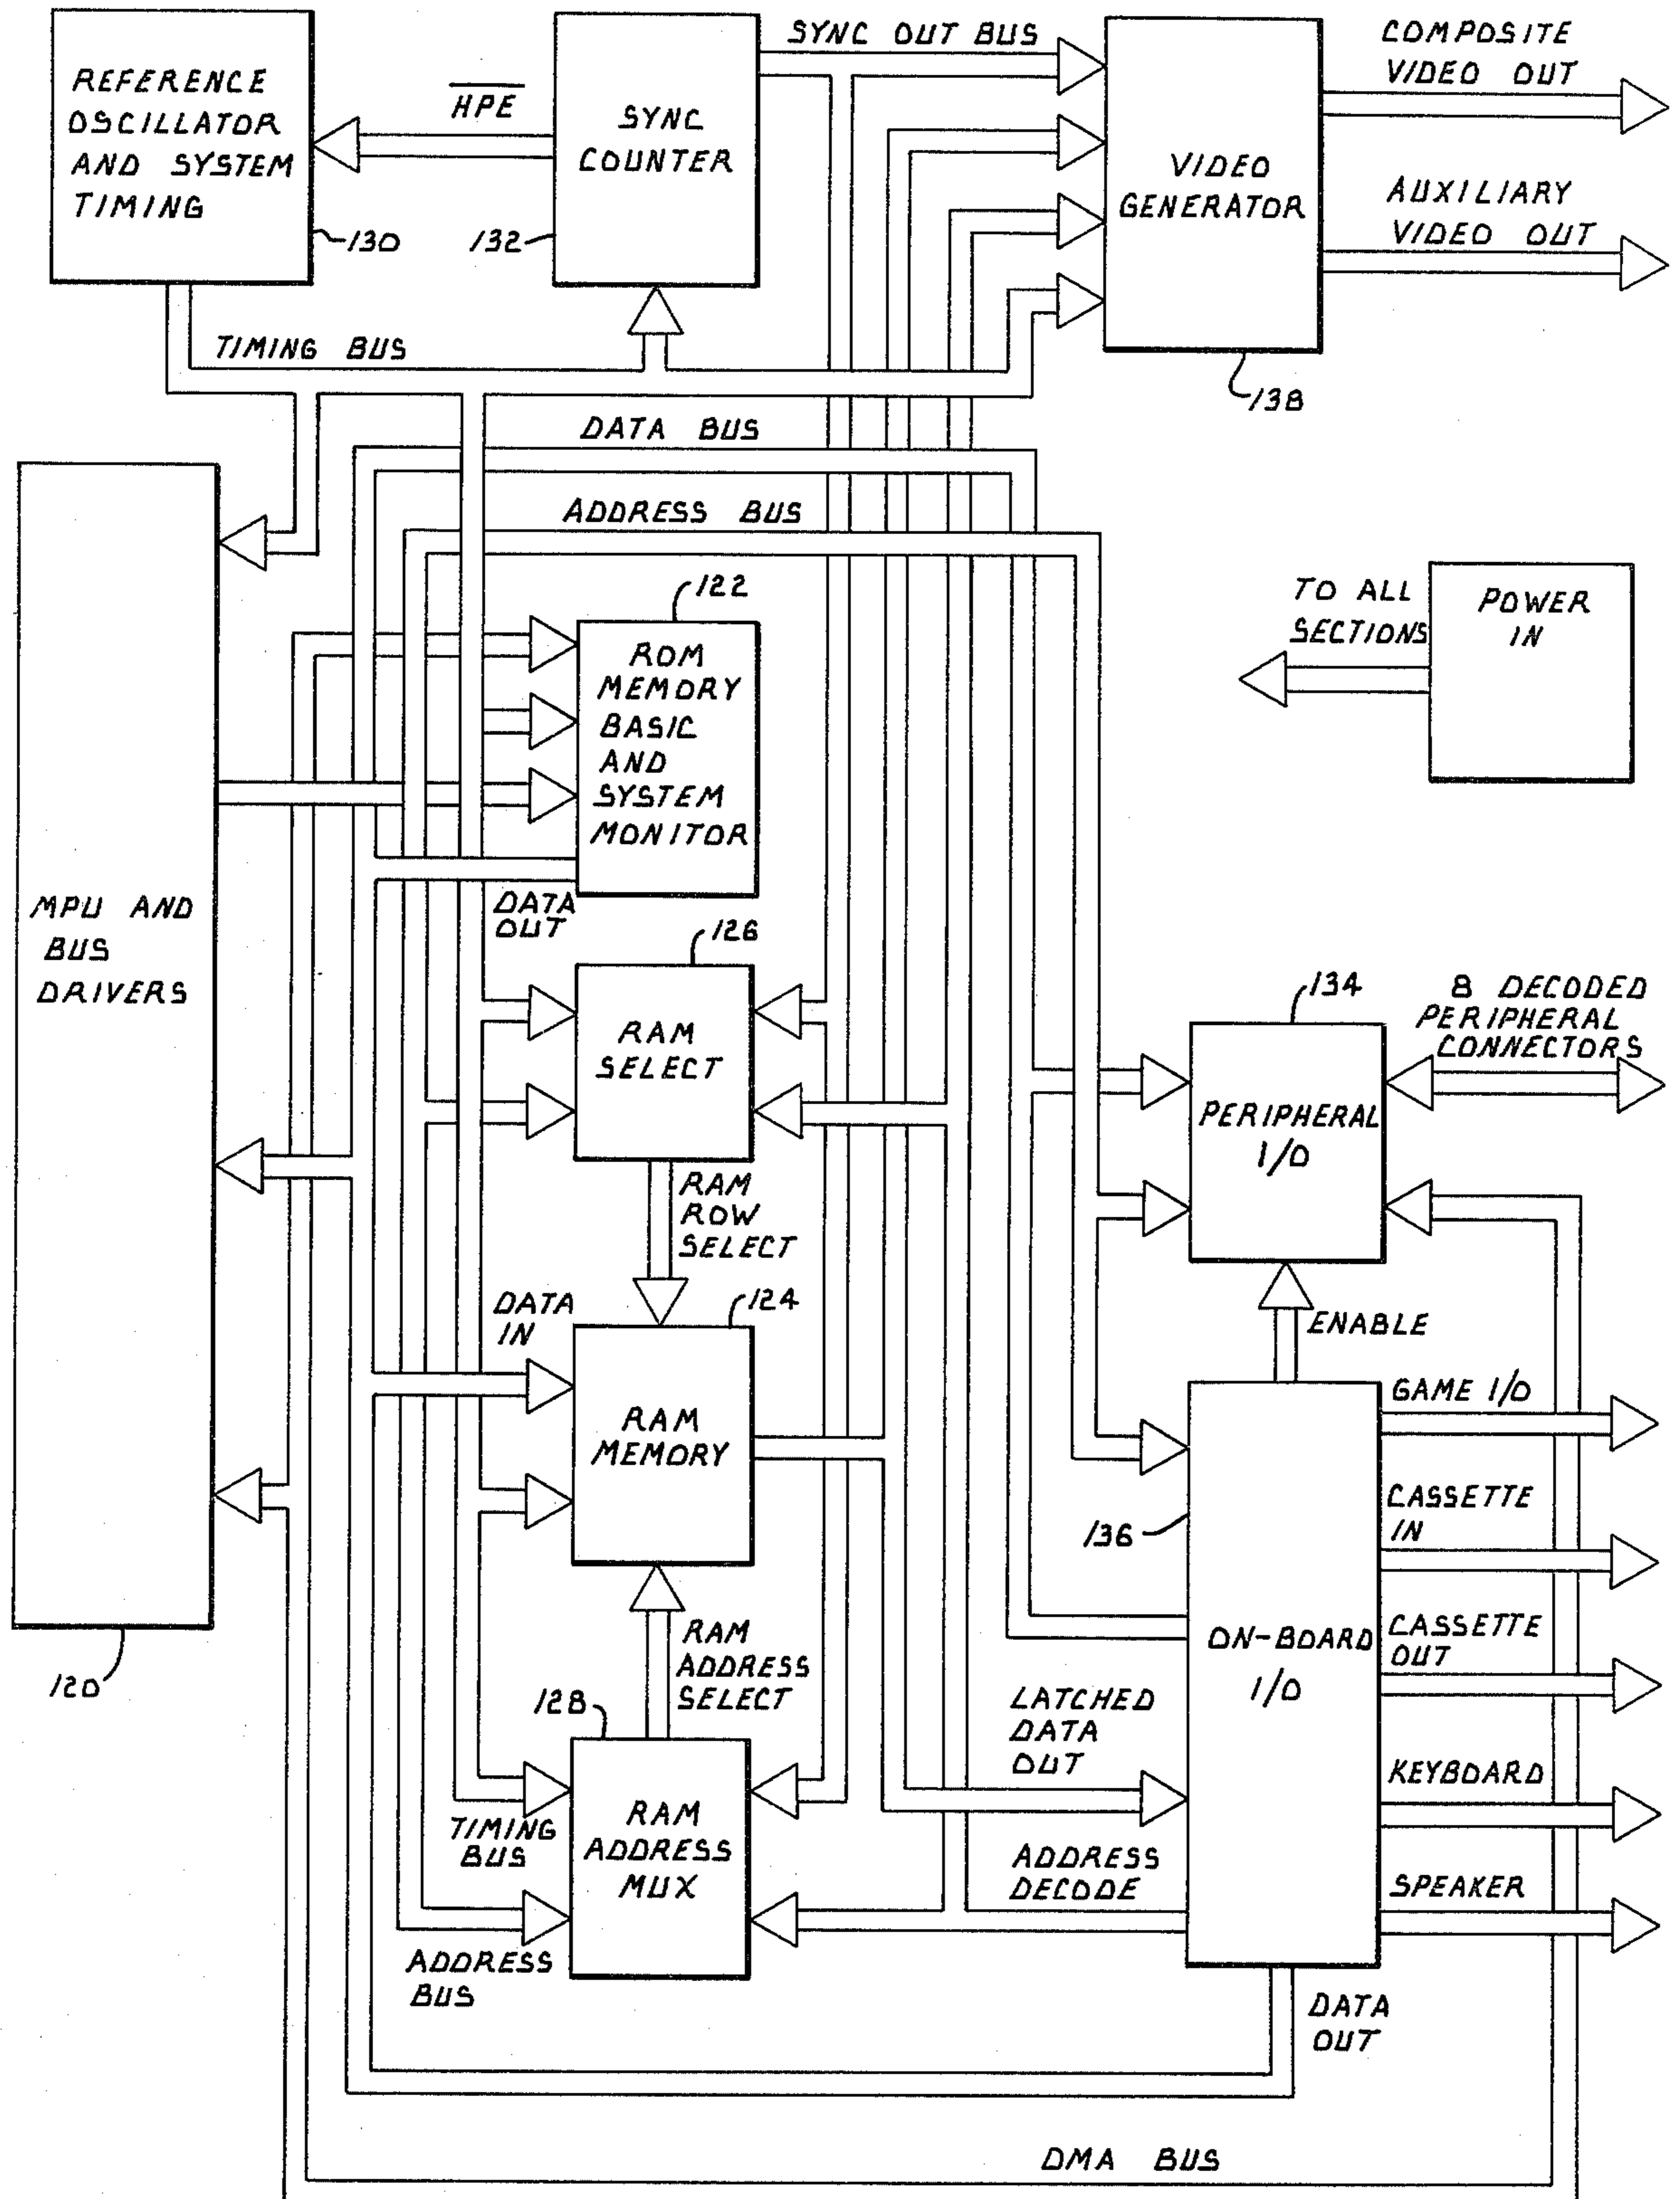 REFERENCE
OSCILLATOR
AND SYSTEM
TIMING
130
HPE
SYNC
COUNTER
132
SYNC OUT BUS
VIDEO
GENERATOR
138
COMPOSITE
VIDEO OUT
AUXILIARY
VIDEO OUT
TIMING BUS
DATA BUS
ADDRESS BUS
TO ALL
SECTIONS
POWER
IN
122
ROM
MEMORY
BASIC
AND
SYSTEM
MONITOR
DATA
OUT
MPU AND
BUS
DRIVERS
120
126
RAM
SELECT
RAM
ROW
SELECT
134
8 DECODED
PERIPHERAL
CONNECTORS
PERIPHERAL
I/O
ENABLE
DATA
IN
124
RAM
MEMORY
RAM
ADDRESS
SELECT
136
ON-BOARD
I/O
GAME I/O
CASSETTE
IN
CASSETTE
OUT
KEYBOARD
SPEAKER
128
RAM
ADDRESS
MUX
TIMING
BUS
ADDRESS
BUS
LATCHED
DATA
OUT
ADDRESS
DECODE
DATA
OUT
DMA BUS